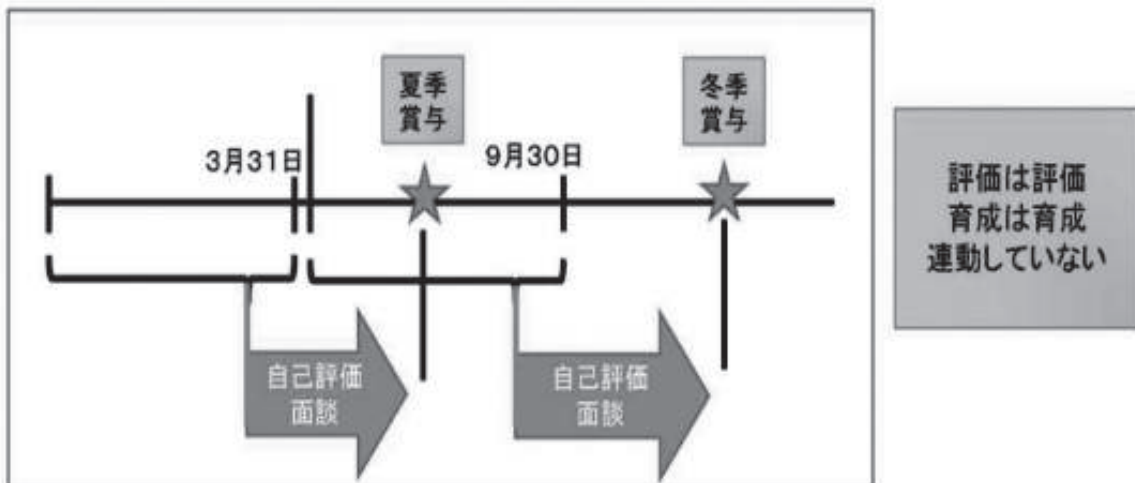 夏季
賞与
冬季
賞与
3月31日
9月30日
評価は評価
育成は育成
連動していない
自己評価
面談
自己評価
面談